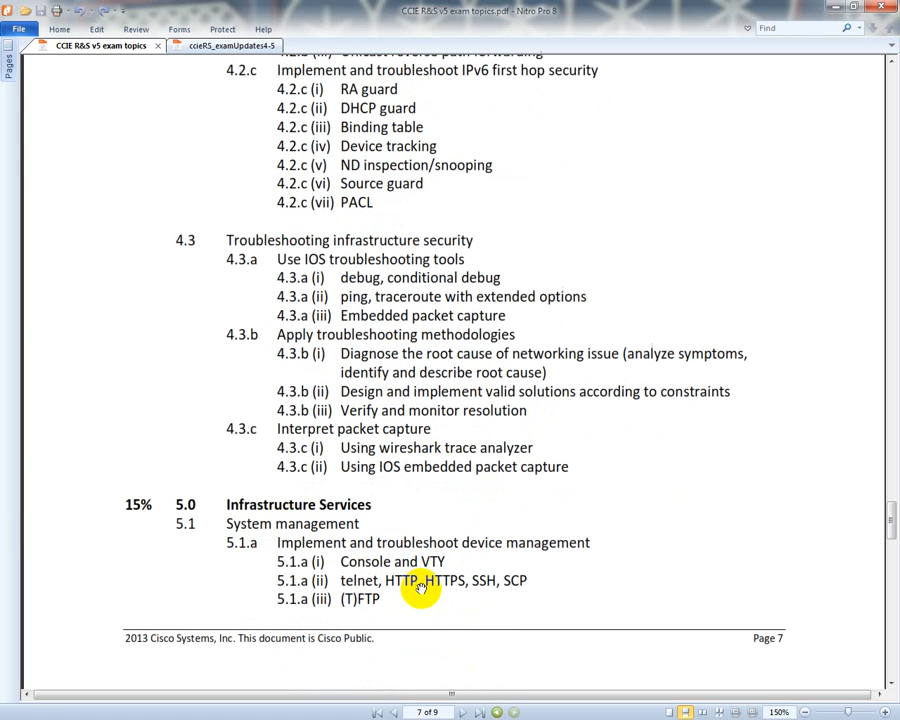 CCIE R&S v5 exam topics.pdf - Nitro Pro 8
File Home Edit Review Forms Protect Help Find
CCIE R&S v5 exam topics ccieRS_examUpdates4-5
Pages
4.2.c Implement and troubleshoot IPv6 first hop security
4.2.c (i) RA guard
4.2.c (ii) DHCP guard
4.2.c (iii) Binding table
4.2.c (iv) Device tracking
4.2.c (v) ND inspection/snooping
4.2.c (vi) Source guard
4.2.c (vii) PACL
4.3 Troubleshooting infrastructure security
4.3.a Use IOS troubleshooting tools
4.3.a (i) debug, conditional debug
4.3.a (ii) ping, traceroute with extended options
4.3.a (iii) Embedded packet capture
4.3.b Apply troubleshooting methodologies
4.3.b (i) Diagnose the root cause of networking issue (analyze symptoms,
identify and describe root cause)
4.3.b (ii) Design and implement valid solutions according to constraints
4.3.b (iii) Verify and monitor resolution
4.3.c Interpret packet capture
4.3.c (i) Using wireshark trace analyzer
4.3.c (ii) Using IOS embedded packet capture
15% 5.0 Infrastructure Services
5.1 System management
5.1.a Implement and troubleshoot device management
5.1.a (i) Console and VTY
5.1.a (ii) telnet, HTTP, HTTPS, SSH, SCP
5.1.a (iii) (T)FTP
2013 Cisco Systems, Inc. This document is Cisco Public. Page 7
7 of 9 150%